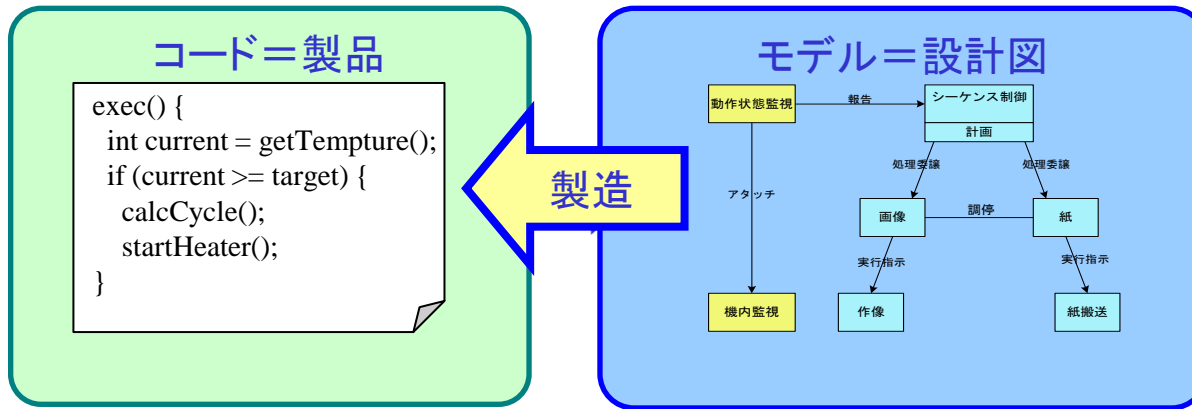 コード＝製品
exec() {
int current = getTempture();
if (current >= target) {
calcCycle();
startHeater();
}
製造
モデル＝設計図
動作状態監視
報告
シーケンス制御
計画
処理委譲
処理委譲
アタッチ
画像
調停
紙
実行指示
実行指示
機内監視
作像
紙搬送